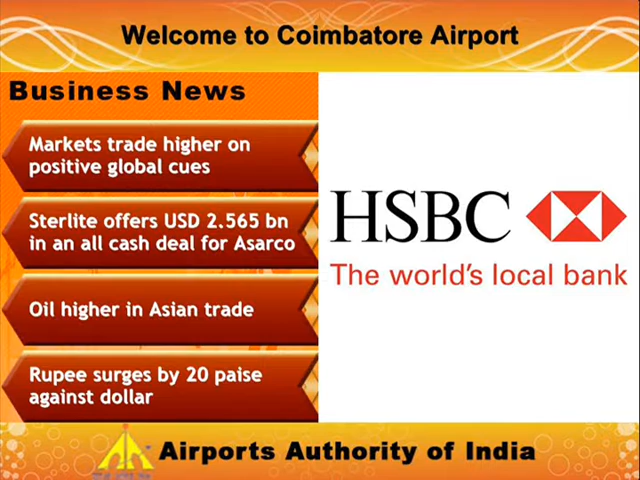 Welcome to Coimbatore Airport
Business News
Markets trade higher on
positive global cues
Sterlite offers USD 2.565 bn
in an all cash deal for Asarco
Oil higher in Asian trade
Rupee surges by 20 paise
against dollar
HSBC
The world's local bank
Airports Authority of India